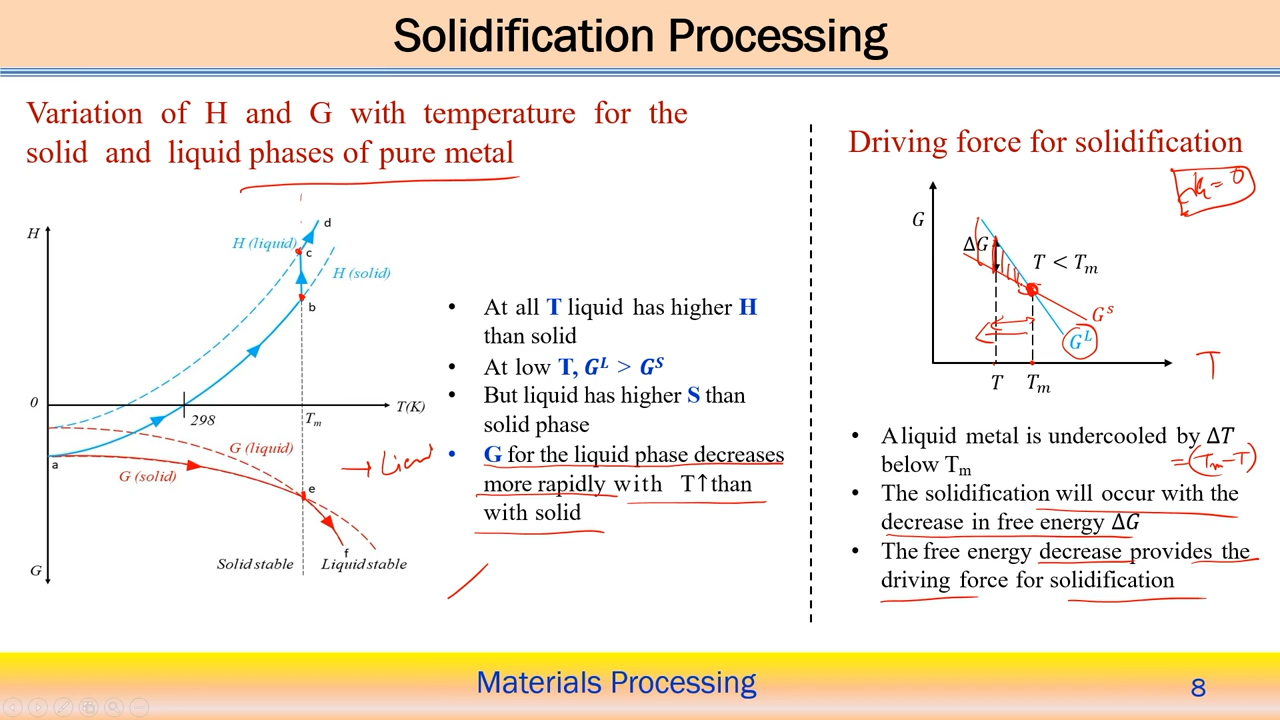 Solidification Processing
Variation of H and G with temperature for the
solid and liquid phases of pure metal
H
d
H (liquid)
c
H (solid)
b
0
298
Tm
T(K)
a
G (liquid)
G (solid)
e
f
Solid stable
Liquid stable
G
• At all T liquid has higher H
than solid
• At low T, G^L > G^S
• But liquid has higher S than
solid phase
• G for the liquid phase decreases
more rapidly with T↑than
with solid
Driving force for solidification
= 0
G
ΔG
T < Tm
G^s
G^L
T
Tm
T
• A liquid metal is undercooled by ΔT
below Tm
= (Tm - T)
• The solidification will occur with the
decrease in free energy ΔG
• The free energy decrease provides the
driving force for solidification
Materials Processing
8